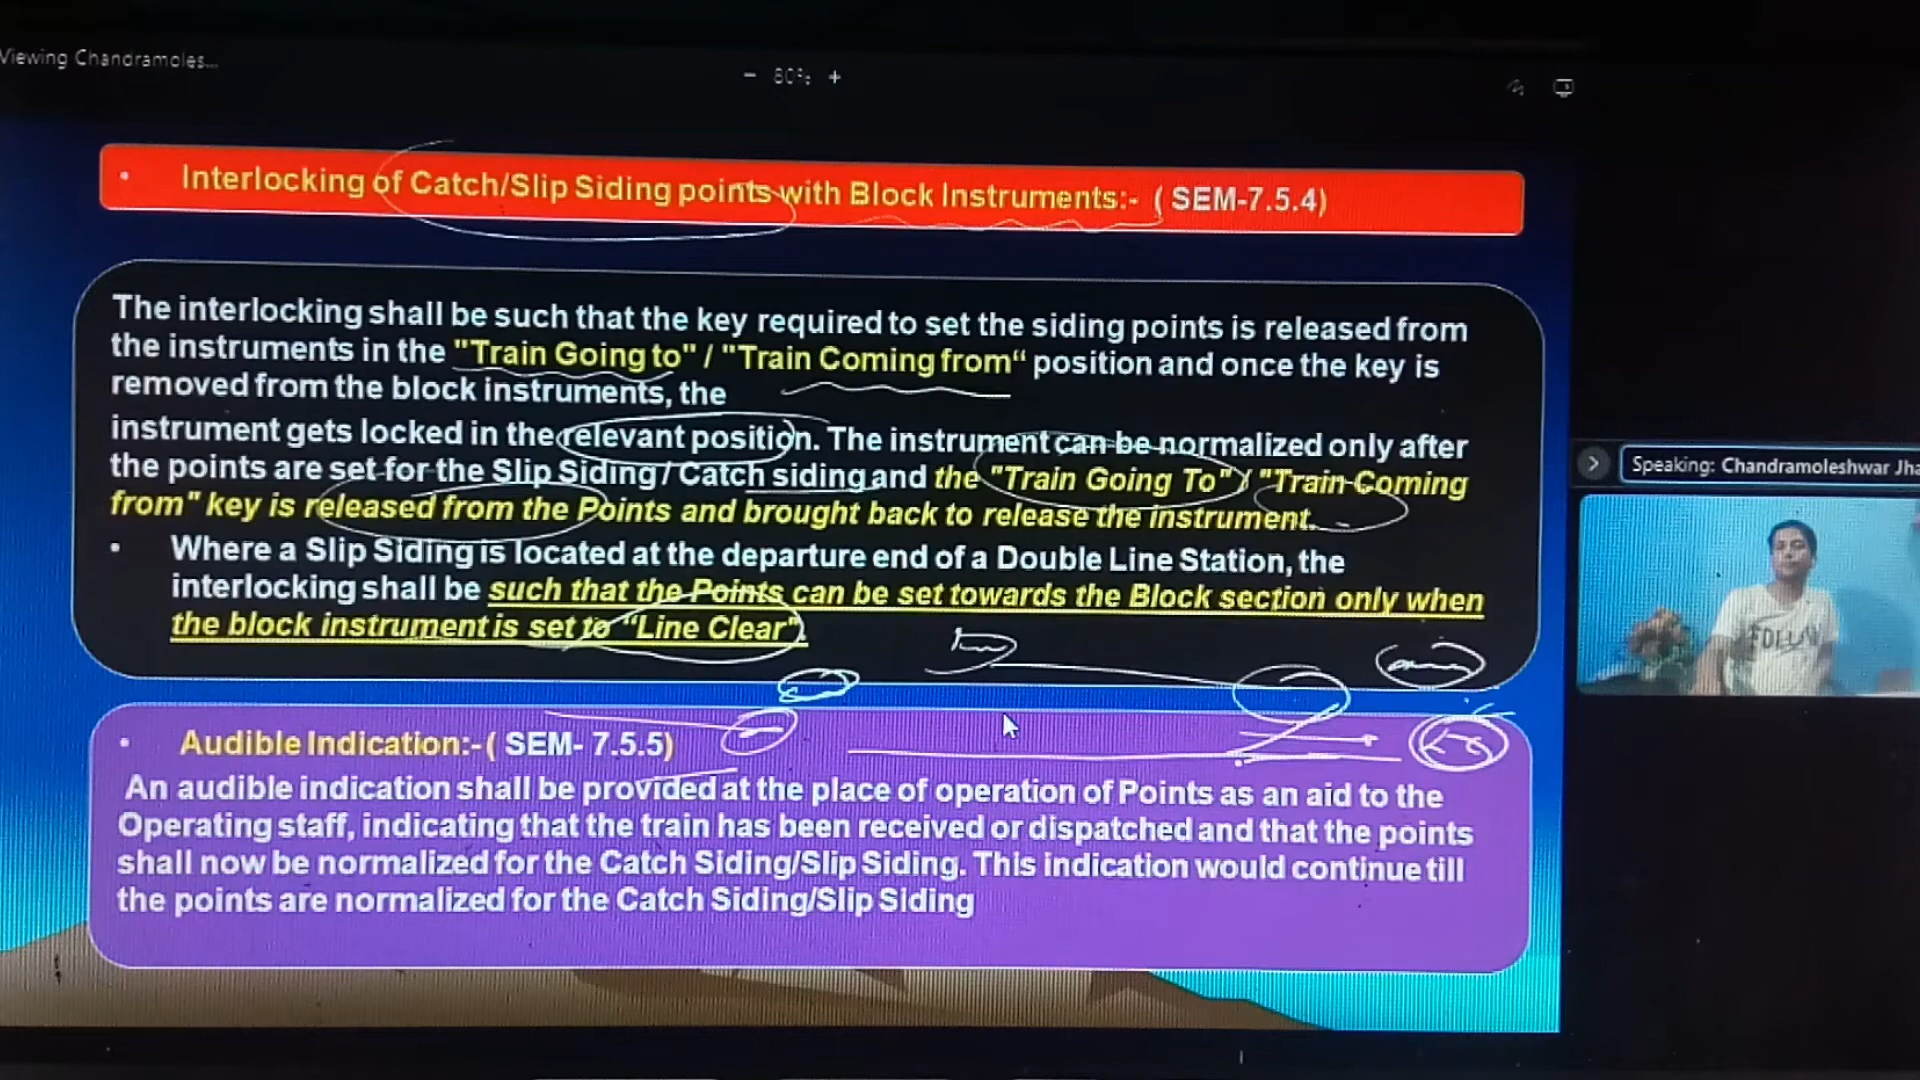 Viewing Chandramoles...
− 80% +
• Interlocking of Catch/Slip Siding points with Block Instruments:- ( SEM-7.5.4)
The interlocking shall be such that the key required to set the siding points is released from
the instruments in the "Train Going to" / "Train Coming from“ position and once the key is
removed from the block instruments, the
instrument gets locked in the relevant position. The instrument can be normalized only after
the points are set for the Slip Siding / Catch siding and the "Train Going To" / "Train Coming
from" key is released from the Points and brought back to release the instrument.
• Where a Slip Siding is located at the departure end of a Double Line Station, the
interlocking shall be such that the Points can be set towards the Block section only when
the block instrument is set to “Line Clear".
• Audible Indication:-( SEM- 7.5.5)
An audible indication shall be provided at the place of operation of Points as an aid to the
Operating staff, indicating that the train has been received or dispatched and that the points
shall now be normalized for the Catch Siding/Slip Siding. This indication would continue till
the points are normalized for the Catch Siding/Slip Siding
Speaking: Chandramoleshwar Jha
FOLLOW